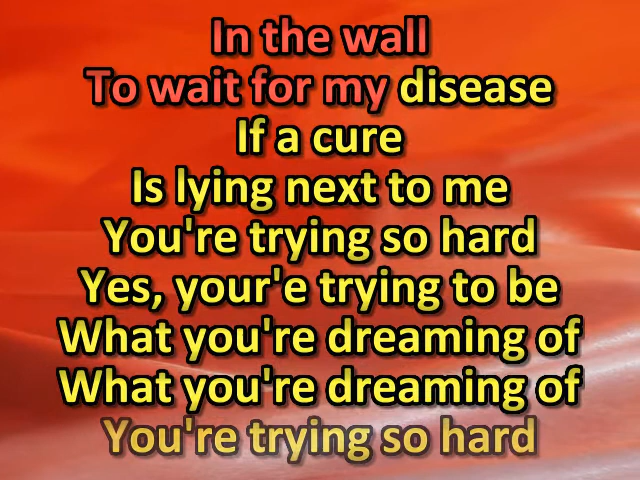 In the wall
To wait for my disease
If a cure
Is lying next to me
You're trying so hard
Yes, your'e trying to be
What you're dreaming of
What you're dreaming of
You're trying so hard